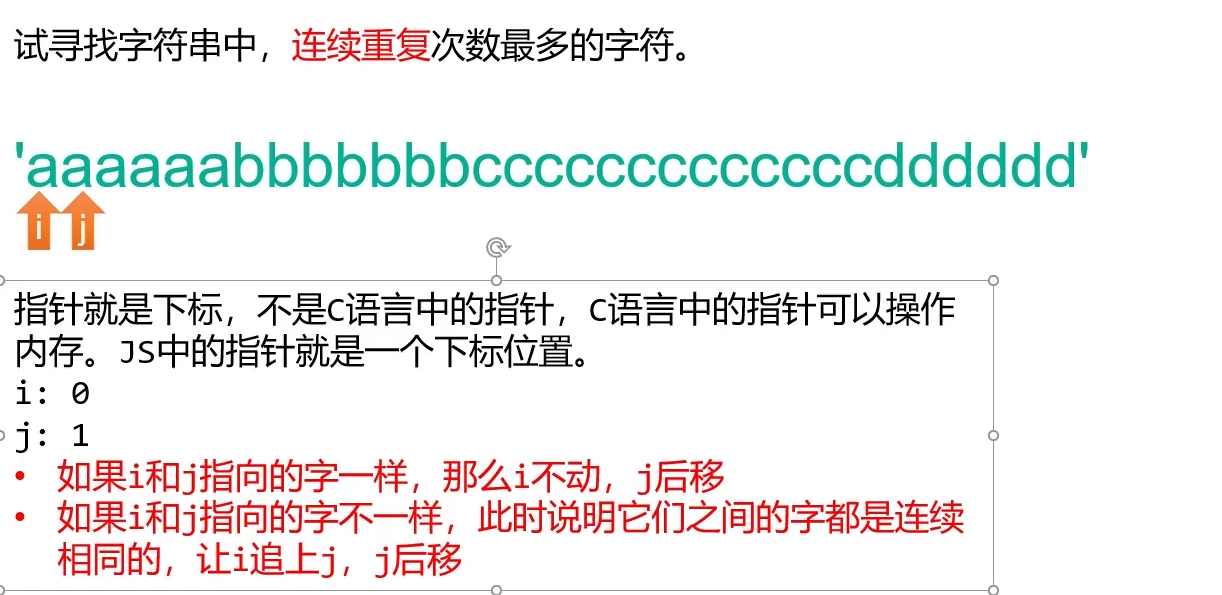 试寻找字符串中，连续重复次数最多的字符。
'aaaaaabbbbbbbcccccccccccccdddddd'
i j
指针就是下标，不是C语言中的指针，C语言中的指针可以操作
内存。JS中的指针就是一个下标位置。
i: 0
j: 1
• 如果i和j指向的字一样，那么i不动，j后移
• 如果i和j指向的字不一样，此时说明它们之间的字都是连续
相同的，让i追上j，j后移